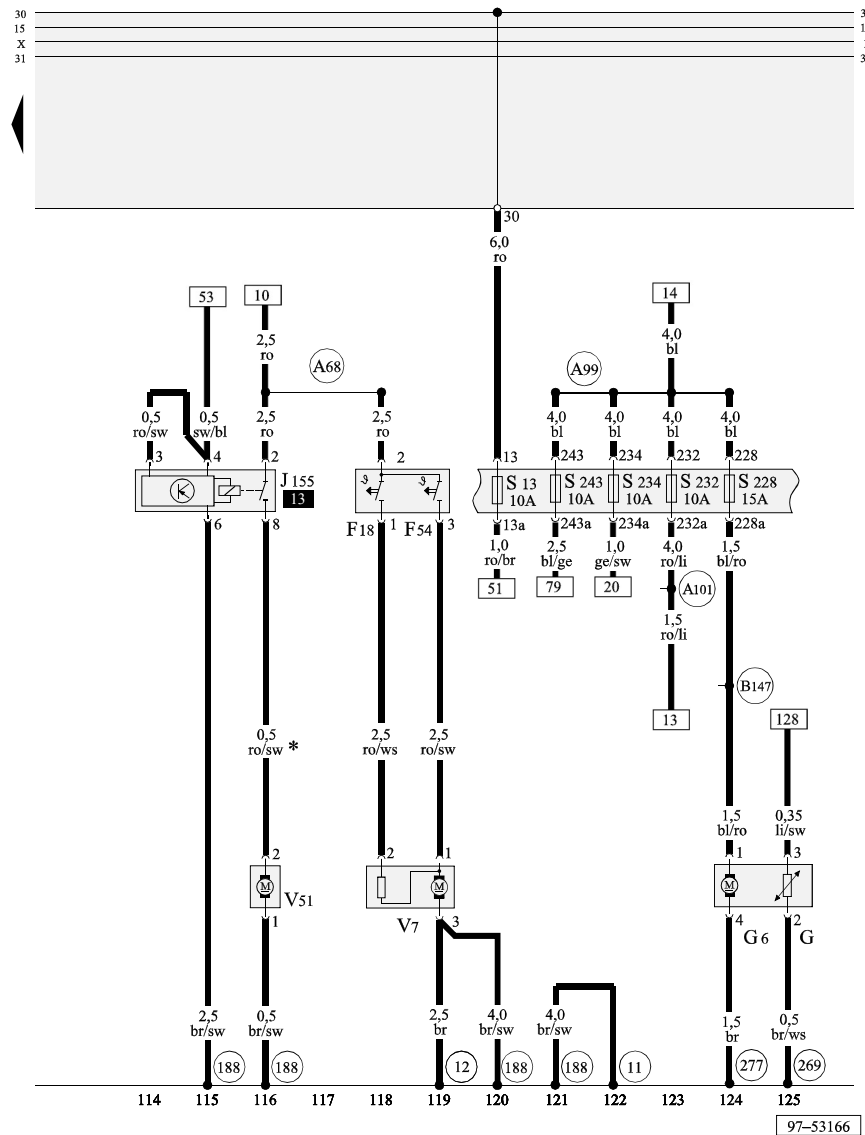 30 3
15 1
X
31 3
30
6,0
ro
53 10 14
2,5
ro
4,0
bl
A68 A99
0,5
ro/sw
0,5
sw/bl
2,5
ro
2,5
ro
4,0
bl
4,0
bl
4,0
bl
4,0
bl
3 4 2 2 13 243 234 232 228
J 155
13
S 13
10A
S 243
10A
S 234
10A
S 232
10A
S 228
15A
6 8 F18 1 F54 3 13a 243a 234a 232a 228a
1,0
ro/br
2,5
bl/ge
1,0
ge/sw
4,0
ro/li
1,5
bl/ro
51 79 20 A101
1,5
ro/li
B147
13 128
0,5
ro/sw *
2,5
ro/ws
2,5
ro/sw
1,5
bl/ro
0,35
li/sw
2 2 1 1 3
M M M
V51
1 V7 3 4 G6 2 G
2,5
br/sw
0,5
br/sw
2,5
br
4,0
br/sw
4,0
br/sw
1,5
br
0,5
br/ws
188 188 12 188 188 11 277 269
114 115 116 117 118 119 120 121 122 123 124 125
97–53166